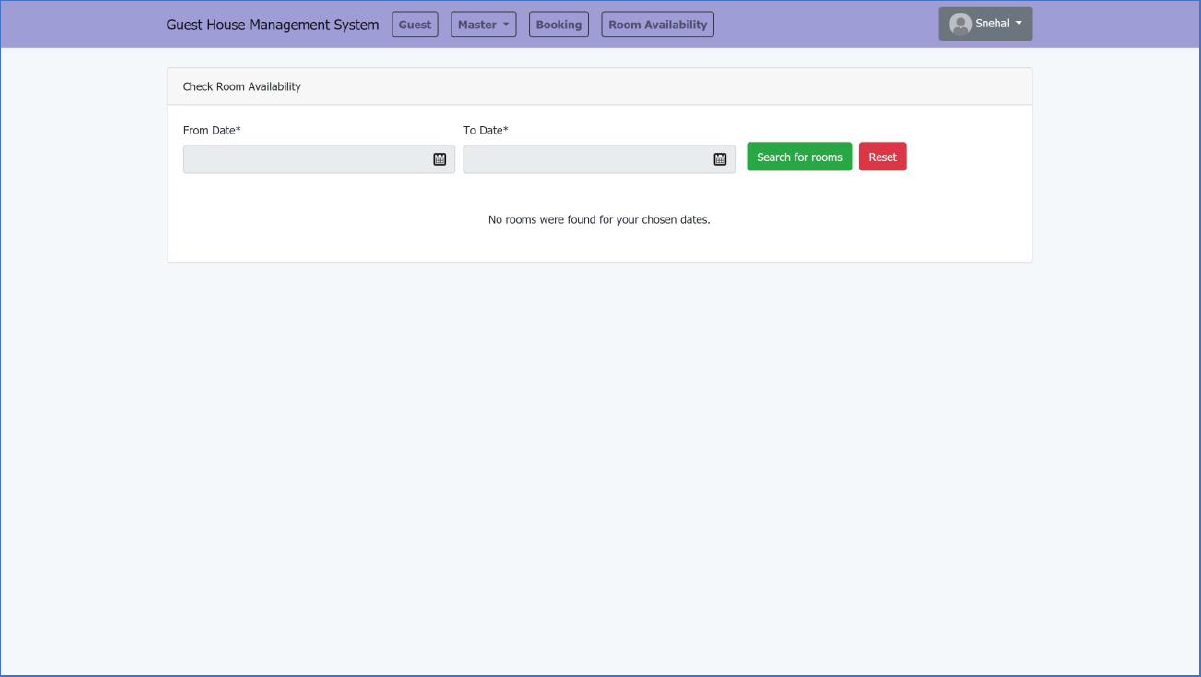 Guest House Management System Guest Master Booking Room Availability Snehal
Check Room Availability
From Date* To Date*
Search for rooms Reset
No rooms were found for your chosen dates.